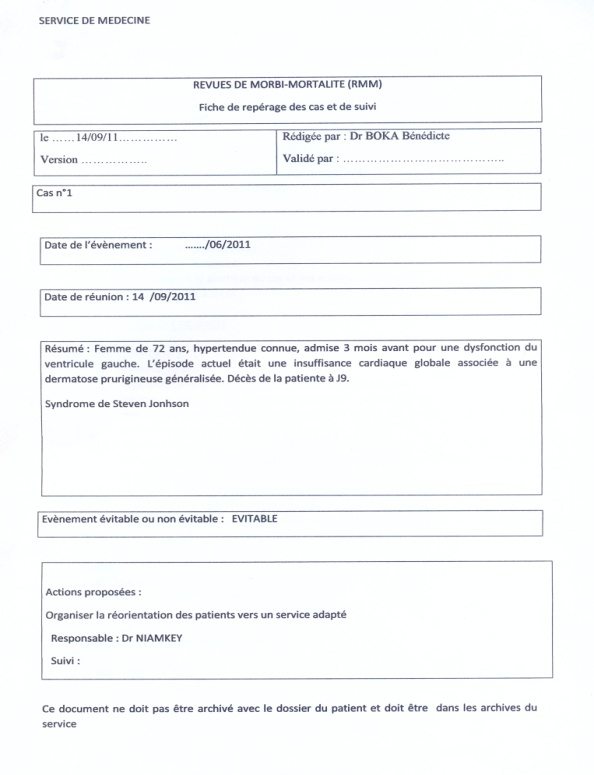 SERVICE DE MEDECINE
REVUES DE MORBI-MORTALITE (RMM)
Fiche de repérage des cas et de suivi
le ……14/09/11……………
Rédigée par : Dr BOKA Bénédicte
Version ……………..
Validé par : …………………………………..
Cas n°1
Date de l'évènement : ……./06/2011
Date de réunion : 14 /09/2011
Résumé : Femme de 72 ans, hypertendue connue, admise 3 mois avant pour une dysfonction du
ventricule gauche. L'épisode actuel était une insuffisance cardiaque globale associée à une
dermatose prurigineuse généralisée. Décès de la patiente à J9.
Syndrome de Steven Jonhson
Evènement évitable ou non évitable : EVITABLE
Actions proposées :
Organiser la réorientation des patients vers un service adapté
Responsable : Dr NIAMKEY
Suivi :
Ce document ne doit pas être archivé avec le dossier du patient et doit être dans les archives du
service